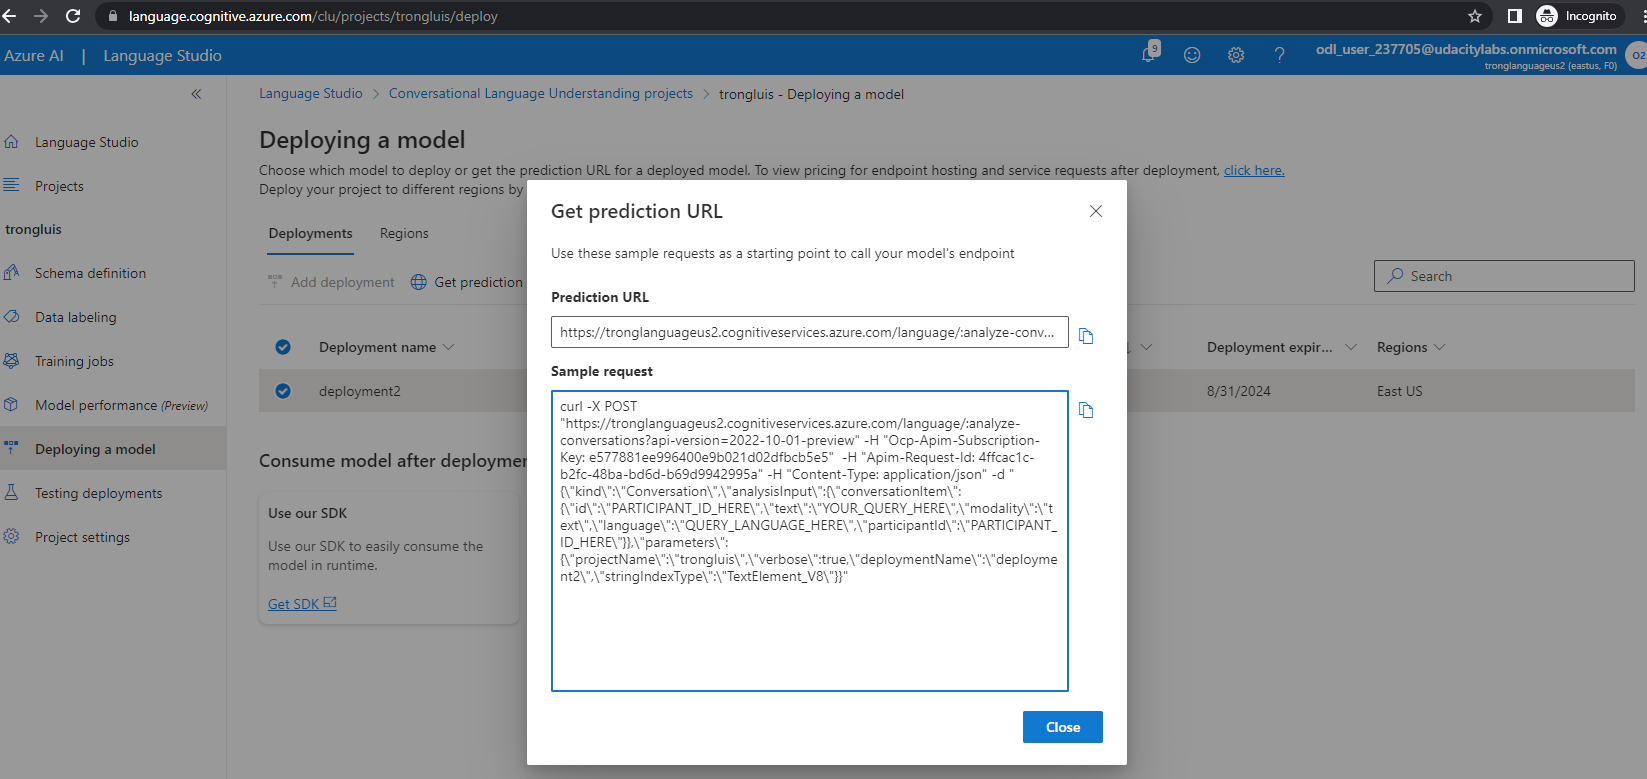 language.cognitive.azure.com/clu/projects/trongluis/deploy
Incognito
Azure AI | Language Studio
9
odl_user_237705@udacitylabs.onmicrosoft.com
tronglanguageus2 (eastus, F0)
O2
Language Studio > Conversational Language Understanding projects > trongluis - Deploying a model
Language Studio
Projects
trongluis
Schema definition
Data labeling
Training jobs
Model performance (Preview)
Deploying a model
Testing deployments
Project settings
Deploying a model
Choose which model to deploy or get the prediction URL for a deployed model. To view pricing for endpoint hosting and service requests after deployment, click here.
Deploy your project to different regions by
Deployments
Regions
Add deployment
Get prediction
Search
Deployment name
Deployment expir...
Regions
deployment2
8/31/2024
East US
Consume model after deploymen
Use our SDK
Use our SDK to easily consume the
model in runtime.
Get SDK
Get prediction URL
Use these sample requests as a starting point to call your model's endpoint
Prediction URL
https://tronglanguageus2.cognitiveservices.azure.com/language/:analyze-conv...
Sample request
curl -X POST
"https://tronglanguageus2.cognitiveservices.azure.com/language/:analyze-
conversations?api-version=2022-10-01-preview" -H "Ocp-Apim-Subscription-
Key: e577881ee996400e9b021d02dfbcb5e5"  -H "Apim-Request-Id: 4ffcac1c-
b2fc-48ba-bd6d-b69d9942995a" -H "Content-Type: application/json" -d "
{\"kind\":\"Conversation\",\"analysisInput\":{\"conversationItem\":
{\"id\":\"PARTICIPANT_ID_HERE\",\"text\":\"YOUR_QUERY_HERE\",\"modality\":\"t
ext\",\"language\":\"QUERY_LANGUAGE_HERE\",\"participantId\":\"PARTICIPANT_
ID_HERE\"}},\"parameters\":
{\"projectName\":\"trongluis\",\"verbose\":true,\"deploymentName\":\"deployme
nt2\",\"stringIndexType\":\"TextElement_V8\"}}"
Close